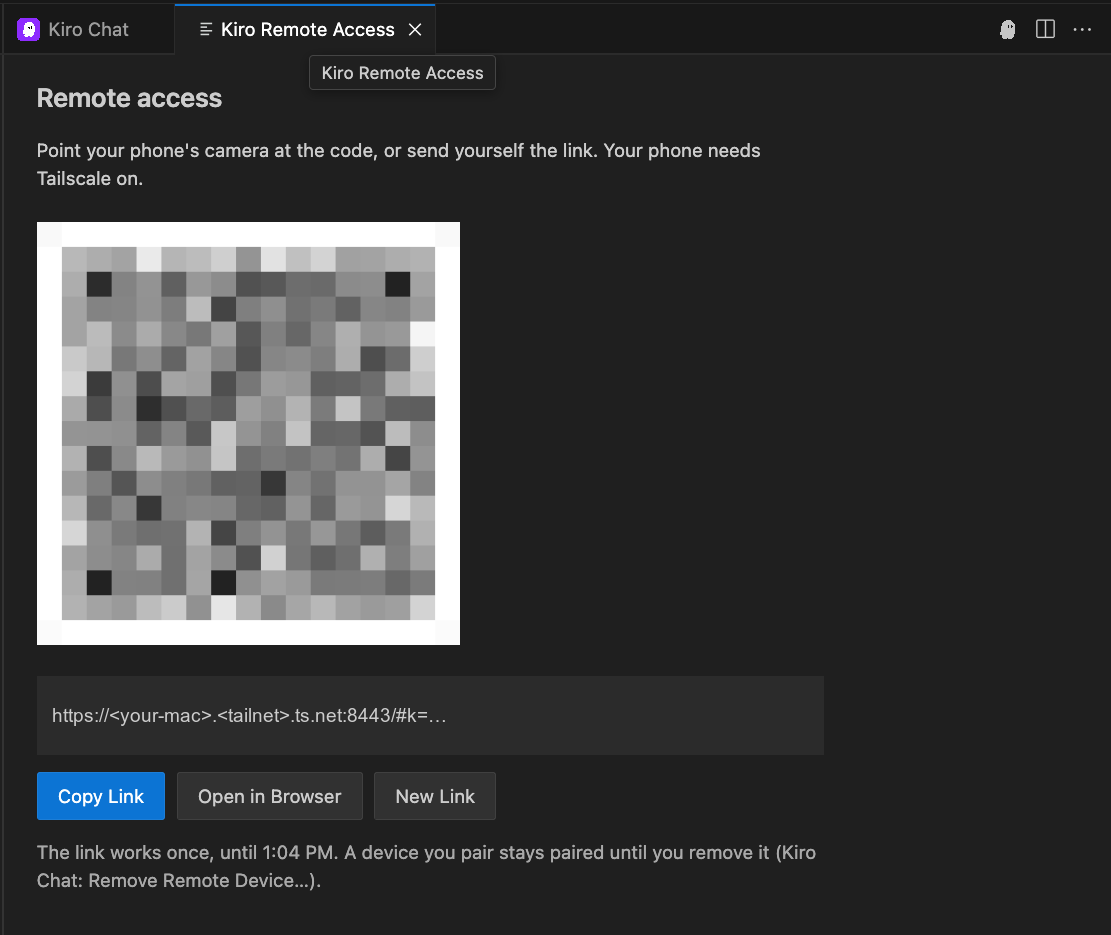 Kiro Chat
Kiro Remote Access
Kiro Remote Access
Remote access
Point your phone's camera at the code, or send yourself the link. Your phone needs
Tailscale on.
https://<your-mac>.<tailnet>.ts.net:8443/#k=…
Copy Link
Open in Browser
New Link
The link works once, until 1:04 PM. A device you pair stays paired until you remove it (Kiro
Chat: Remove Remote Device...).